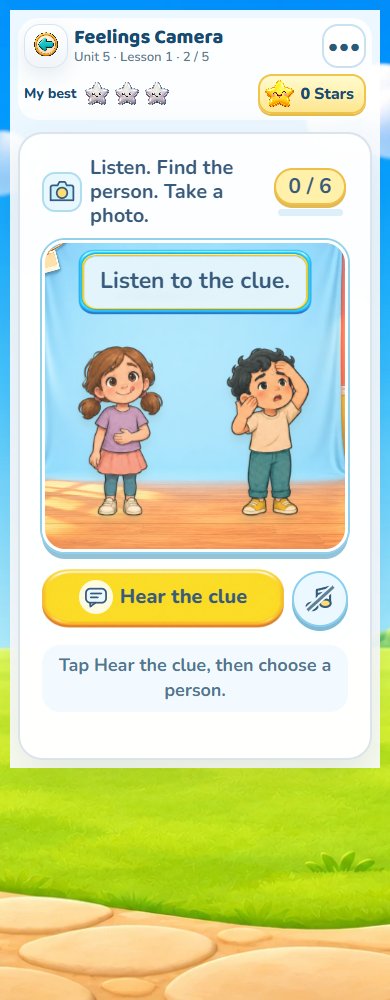 Feelings Camera
Unit 5 · Lesson 1 · 2 / 5
My best
0 Stars
Listen. Find the
person. Take a
photo.
0 / 6
Listen to the clue.
Hear the clue
Tap Hear the clue, then choose a
person.